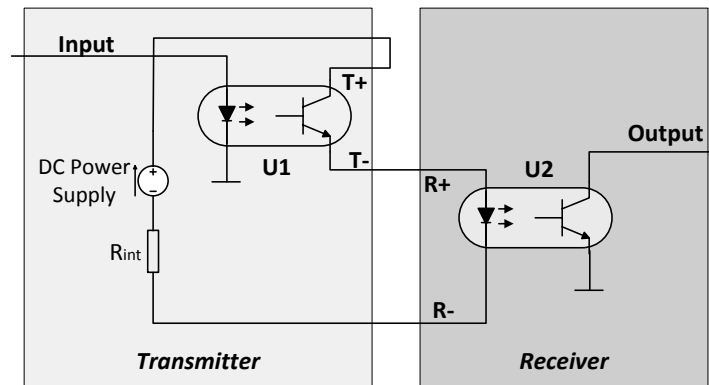 Input
T+
T-
U1
DC Power
Supply
+
−
Rint
R+
R-
U2
Output
Transmitter
Receiver